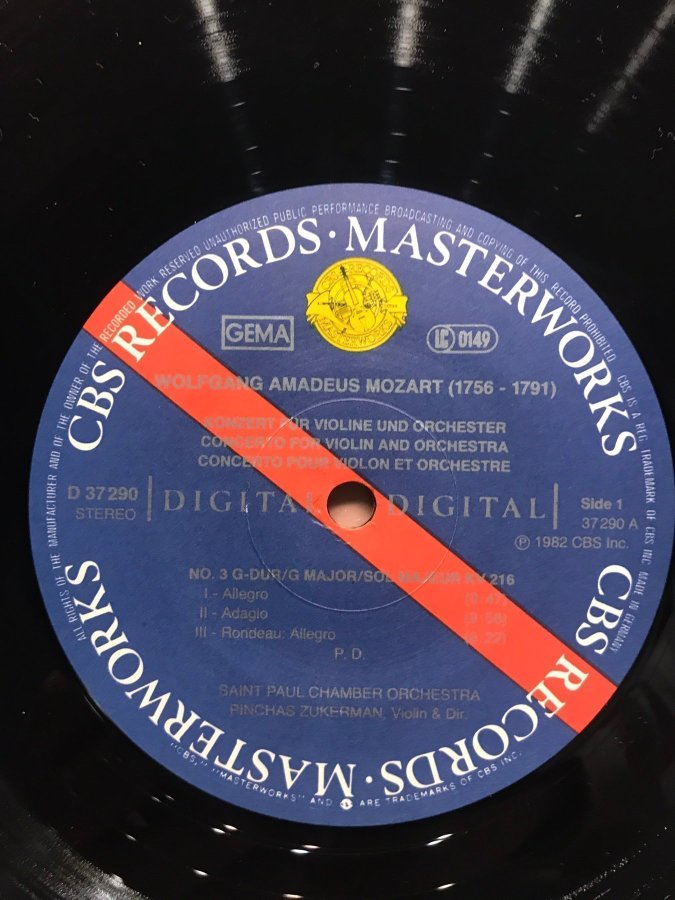 CBS RECORDS · MASTERWORKS
CBS RECORDS · MASTERWORKS
ALL RIGHTS OF THE MANUFACTURER AND OF THE OWNER OF THE RECORDED WORK RESERVED UNAUTHORIZED PUBLIC PERFORMANCE BROADCASTING AND COPYING OF THIS RECORD PROHIBITED. CBS IS A REG. TRADEMARK OF CBS INC. MADE IN GERMANY
GEMA
LC 0149
MASTERWORKS
WOLFGANG AMADEUS MOZART (1756 - 1791)
KONZERT FÜR VIOLINE UND ORCHESTER
CONCERTO FOR VIOLIN AND ORCHESTRA
CONCERTO POUR VIOLON ET ORCHESTRE
D 37290
STEREO
DIGITAL DIGITAL
Side 1
37290 A
℗ 1982 CBS Inc.
NO. 3 G-DUR/G MAJOR/SOL MAJEUR KV 216
I - Allegro (9:47)
II - Adagio
III - Rondeau: Allegro
P. D.
SAINT PAUL CHAMBER ORCHESTRA
PINCHAS ZUKERMAN, Violin & Dir.
"CBS," "MASTERWORKS" AND ARE TRADEMARKS OF CBS INC.